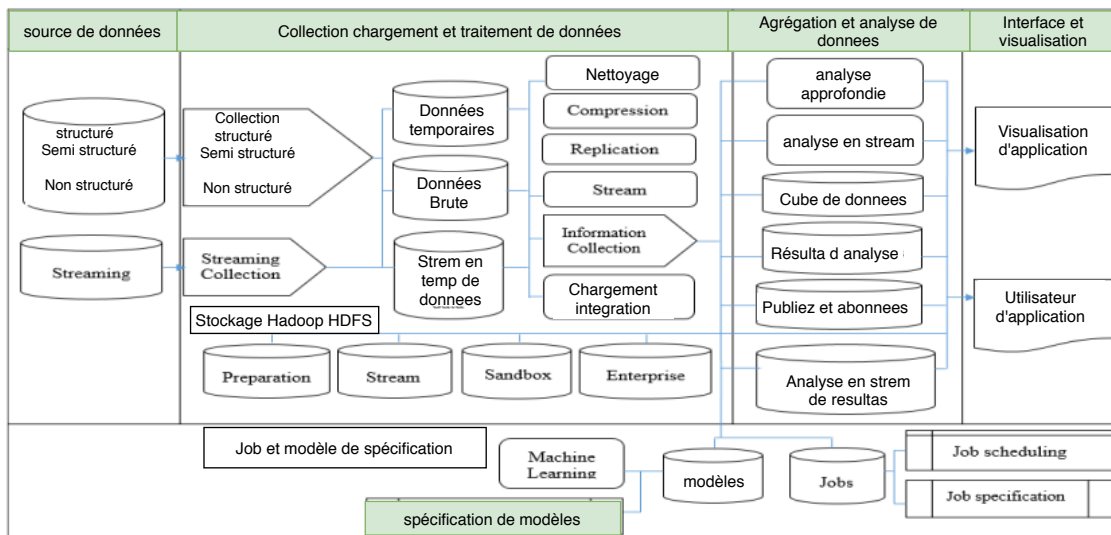 source de données
Collection chargement et traitement de données
Agrégation et analyse de
donnees
Interface et
visualisation
structuré
Semi structuré
Non structuré
Streaming
Collection
structuré
Semi structuré
Non structuré
Streaming
Collection
Données
temporaires
Données
Brute
Strem en
temp de
donnees
Nettoyage
Compression
Replication
Stream
Information
Collection
Chargement
integration
analyse
approfondie
analyse en stream
Cube de donnees
Résulta d analyse
Publiez et abonnees
Analyse en strem
de resultas
Visualisation
d'application
Utilisateur
d'application
Stockage Hadoop HDFS
Preparation
Stream
Sandbox
Enterprise
Job et modèle de spécification
Machine
Learning
modèles
Jobs
Job scheduling
Job specification
spécification de modèles